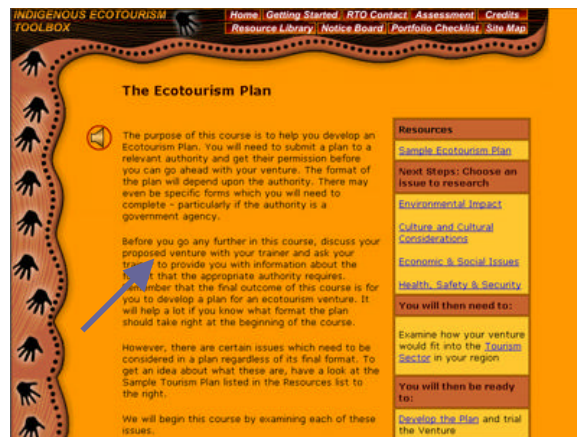 INDIGENOUS ECOTOURISM
TOOLBOX
Home Getting Started RTO Contact Assessment Credits
Resource Library Notice Board Portfolio Checklist Site Map
The Ecotourism Plan
The purpose of this course is to help you develop an
Ecotourism Plan. You will need to submit a plan to a
relevant authority and get their permission before
you can go ahead with your venture. The format of
the plan will depend upon the authority. There may
even be specific forms which you will need to
complete - particularly if the authority is a
government agency.
Before you go any further in this course, discuss your
proposed venture with your trainer and ask your
to provide you with information about the
that the appropriate authority requires.
that the final outcome of this course is for
you to develop a plan for an ecotourism venture. It
will help a lot if you know what format the plan
should take right at the beginning of the course.
However, there are certain issues which need to be
considered in a plan regardless of its final format. To
get an idea about what these are, have a look at the
Sample Tourism Plan listed in the Resources list to
the right.
We will begin this course by examining each of these
issues.
Resources
Sample Ecotourism Plan
Next Steps: Choose an
issue to research
Environmental Impact
Culture and Cultural
Considerations
Economic & Social Issues
Health, Safety & Security
You will then need to:
Examine how your venture
would fit into the Tourism
Sector in your region
You will then be ready
to:
Develop the Plan and trial
the Venture